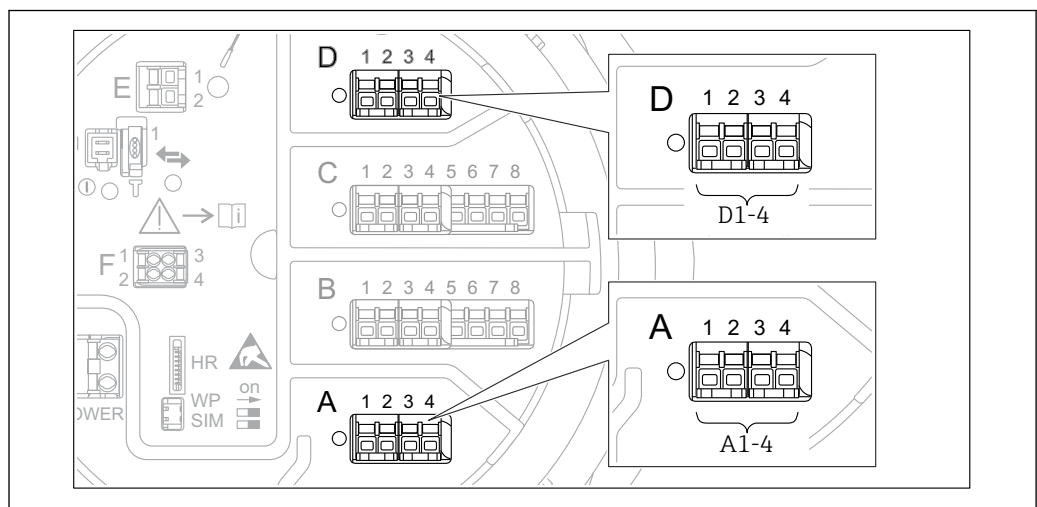 D 1 2 3 4
E 1
2
1
C 1 2 3 4 5 6 7 8
i
F 1 3
2 4
B 1 2 3 4 5 6 7 8
HR
WP on
SIM
OWER
A 1 2 3 4
D 1 2 3 4
D1-4
A 1 2 3 4
A1-4